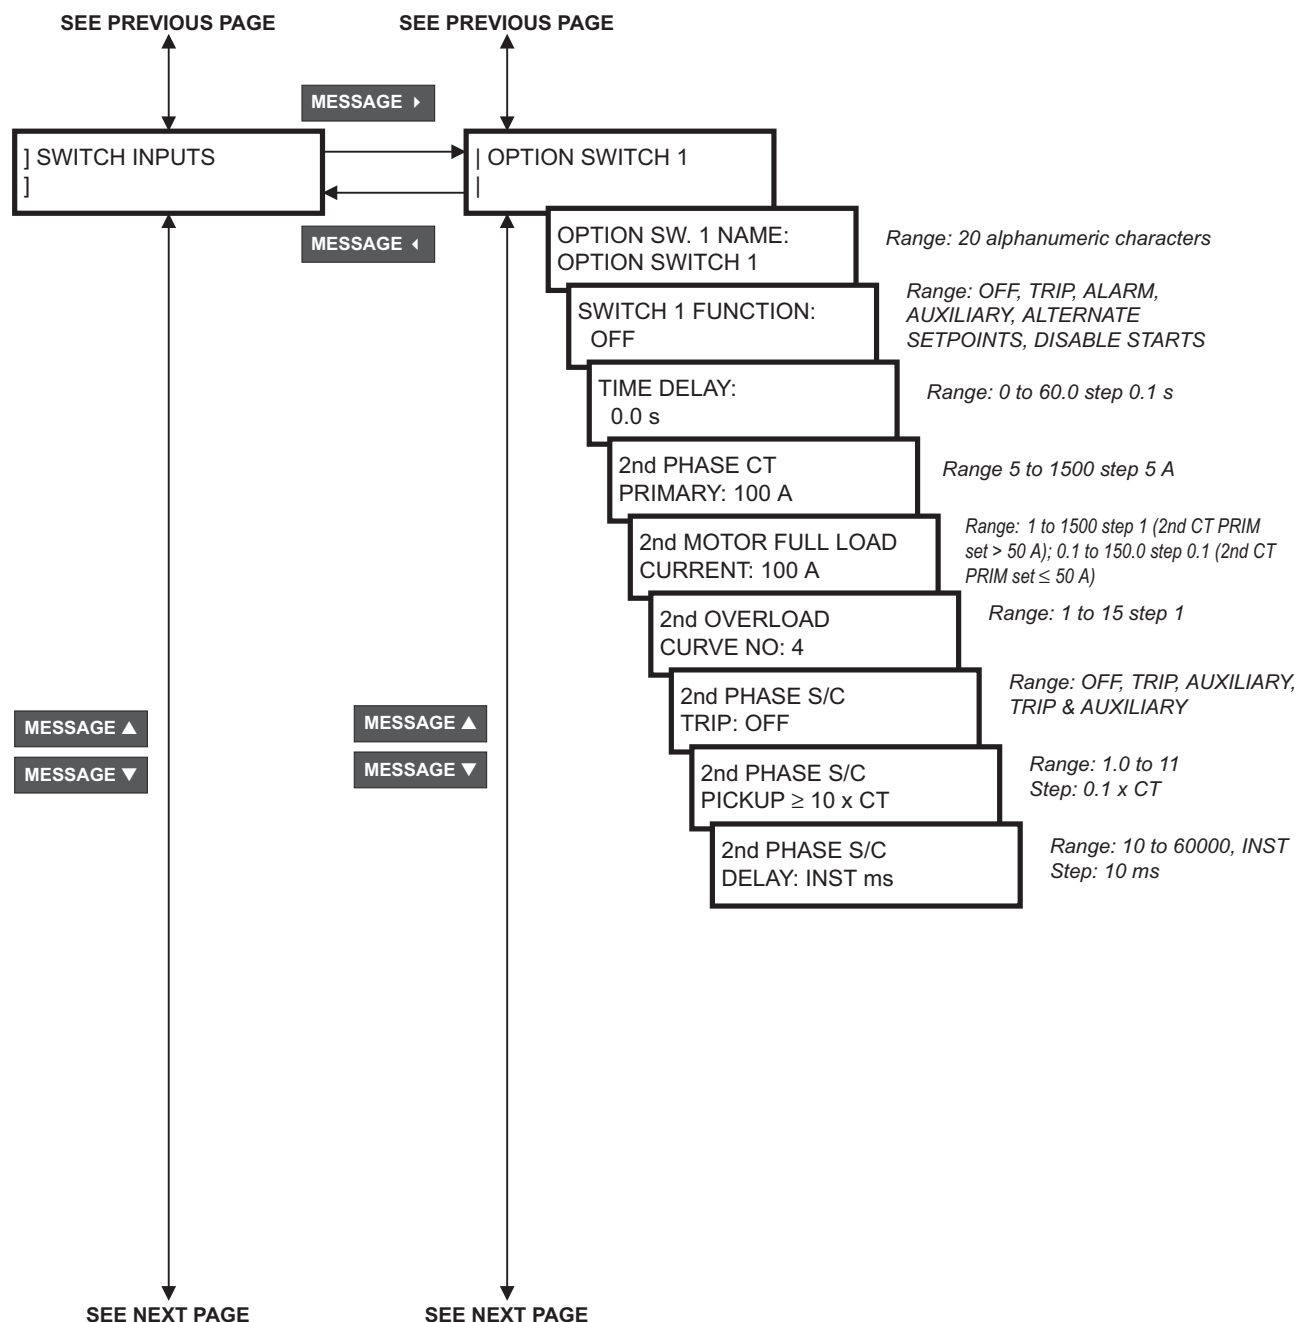 SEE PREVIOUS PAGE
SEE PREVIOUS PAGE
MESSAGE
] SWITCH INPUTS
]
| OPTION SWITCH 1
|
MESSAGE
OPTION SW. 1 NAME:
OPTION SWITCH 1
Range: 20 alphanumeric characters
SWITCH 1 FUNCTION:
OFF
Range: OFF, TRIP, ALARM,
AUXILIARY, ALTERNATE
SETPOINTS, DISABLE STARTS
TIME DELAY:
0.0 s
Range: 0 to 60.0 step 0.1 s
2nd PHASE CT
PRIMARY: 100 A
Range 5 to 1500 step 5 A
2nd MOTOR FULL LOAD
CURRENT: 100 A
Range: 1 to 1500 step 1 (2nd CT PRIM
set > 50 A); 0.1 to 150.0 step 0.1 (2nd CT
PRIM set ≤ 50 A)
2nd OVERLOAD
CURVE NO: 4
Range: 1 to 15 step 1
2nd PHASE S/C
TRIP: OFF
Range: OFF, TRIP, AUXILIARY,
TRIP & AUXILIARY
MESSAGE ▲
MESSAGE ▼
MESSAGE ▲
MESSAGE ▼
2nd PHASE S/C
PICKUP ≥ 10 x CT
Range: 1.0 to 11
Step: 0.1 x CT
2nd PHASE S/C
DELAY: INST ms
Range: 10 to 60000, INST
Step: 10 ms
SEE NEXT PAGE
SEE NEXT PAGE